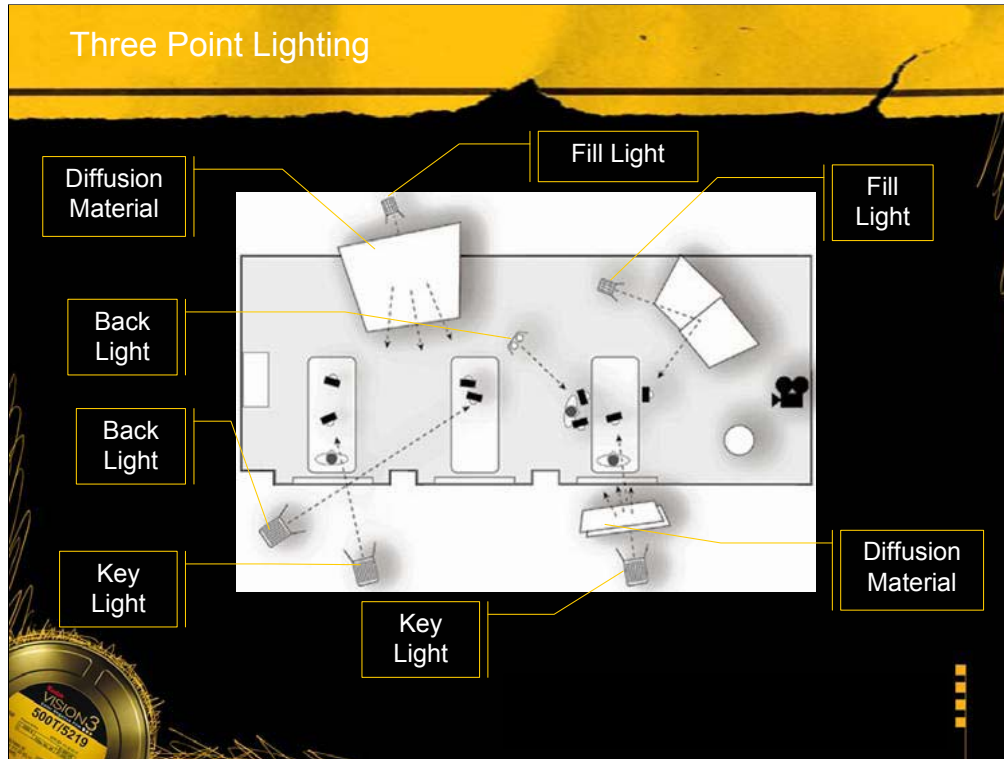 Three Point Lighting
Fill Light
Diffusion
Material
Fill
Light
Back
Light
Back
Light
Key
Light
Key
Light
Diffusion
Material
Kodak
VISION3
500T/5219